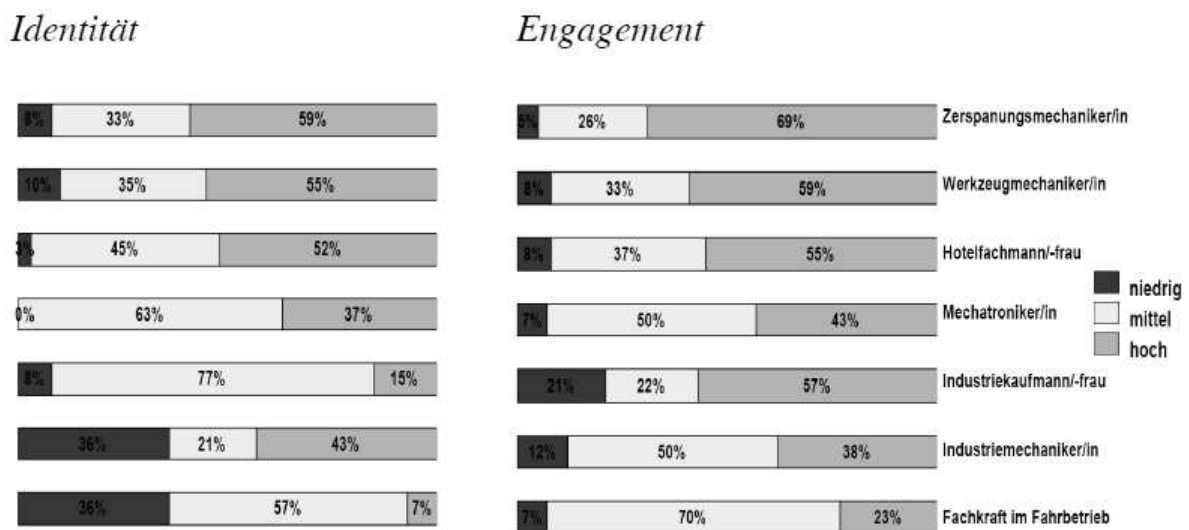 Identität Engagement
8% 33% 59% 5% 26% 69% Zerspanungsmechaniker/in
10% 35% 55% 8% 33% 59% Werkzeugmechaniker/in
3% 45% 52% 8% 37% 55% Hotelfachmann/-frau
0% 63% 37% 7% 50% 43% Mechatroniker/in
8% 77% 15% 21% 22% 57% Industriekaufmann/-frau
36% 21% 43% 12% 50% 38% Industriemechaniker/in
36% 57% 7% 7% 70% 23% Fachkraft im Fahrbetrieb
niedrig
mittel
hoch